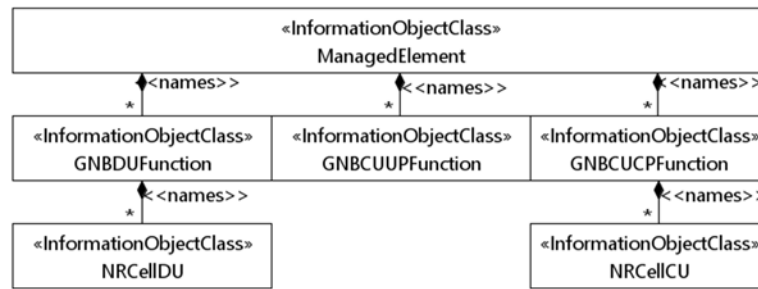 «InformationObjectClass»
ManagedElement
<<names>>
<<names>>
<<names>>
*
*
*
«InformationObjectClass»
GNBDUFunction
«InformationObjectClass»
GNBCUUPFunction
«InformationObjectClass»
GNBCUCPFunction
<<names>>
<<names>>
*
*
«InformationObjectClass»
NRCellDU
«InformationObjectClass»
NRCellCU